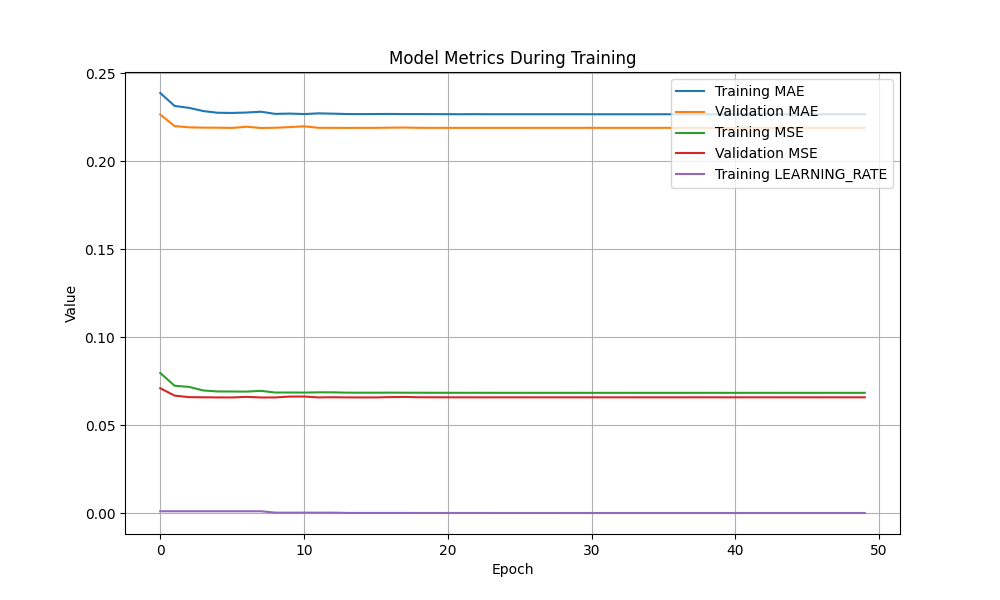 Model Metrics During Training
0.25
0.20
0.15
0.10
0.05
0.00
Value
Training MAE
Validation MAE
Training MSE
Validation MSE
Training LEARNING_RATE
0 10 20 30 40 50
Epoch